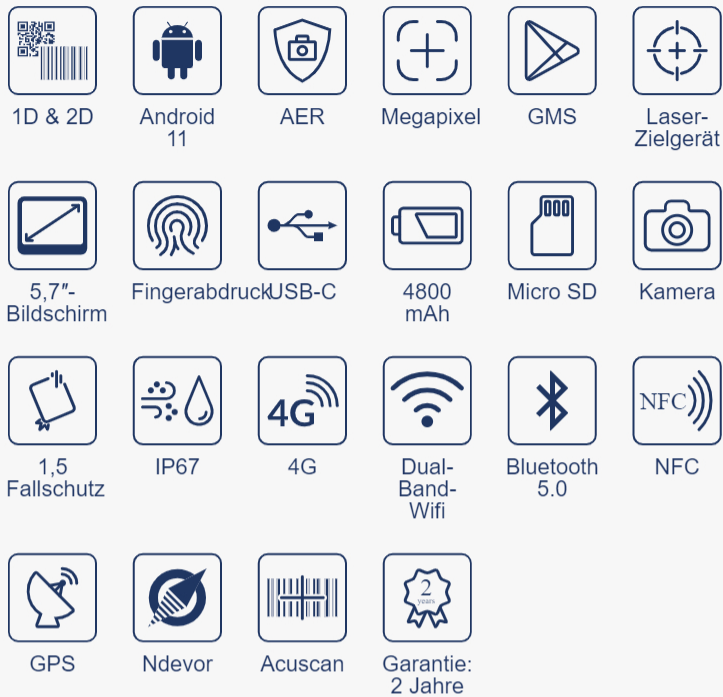 1D & 2D
Android
11
AER
Megapixel
GMS
Laser-
Zielgerät
5,7"-
Bildschirm
Fingerabdruck
USB-C
4800
mAh
Micro SD
Kamera
1,5
Fallschutz
IP67
4G
4G
Dual-
Band-
Wifi
Bluetooth
5.0
NFC
NFC
GPS
Ndevor
Acuscan
2
years
Garantie:
2 Jahre